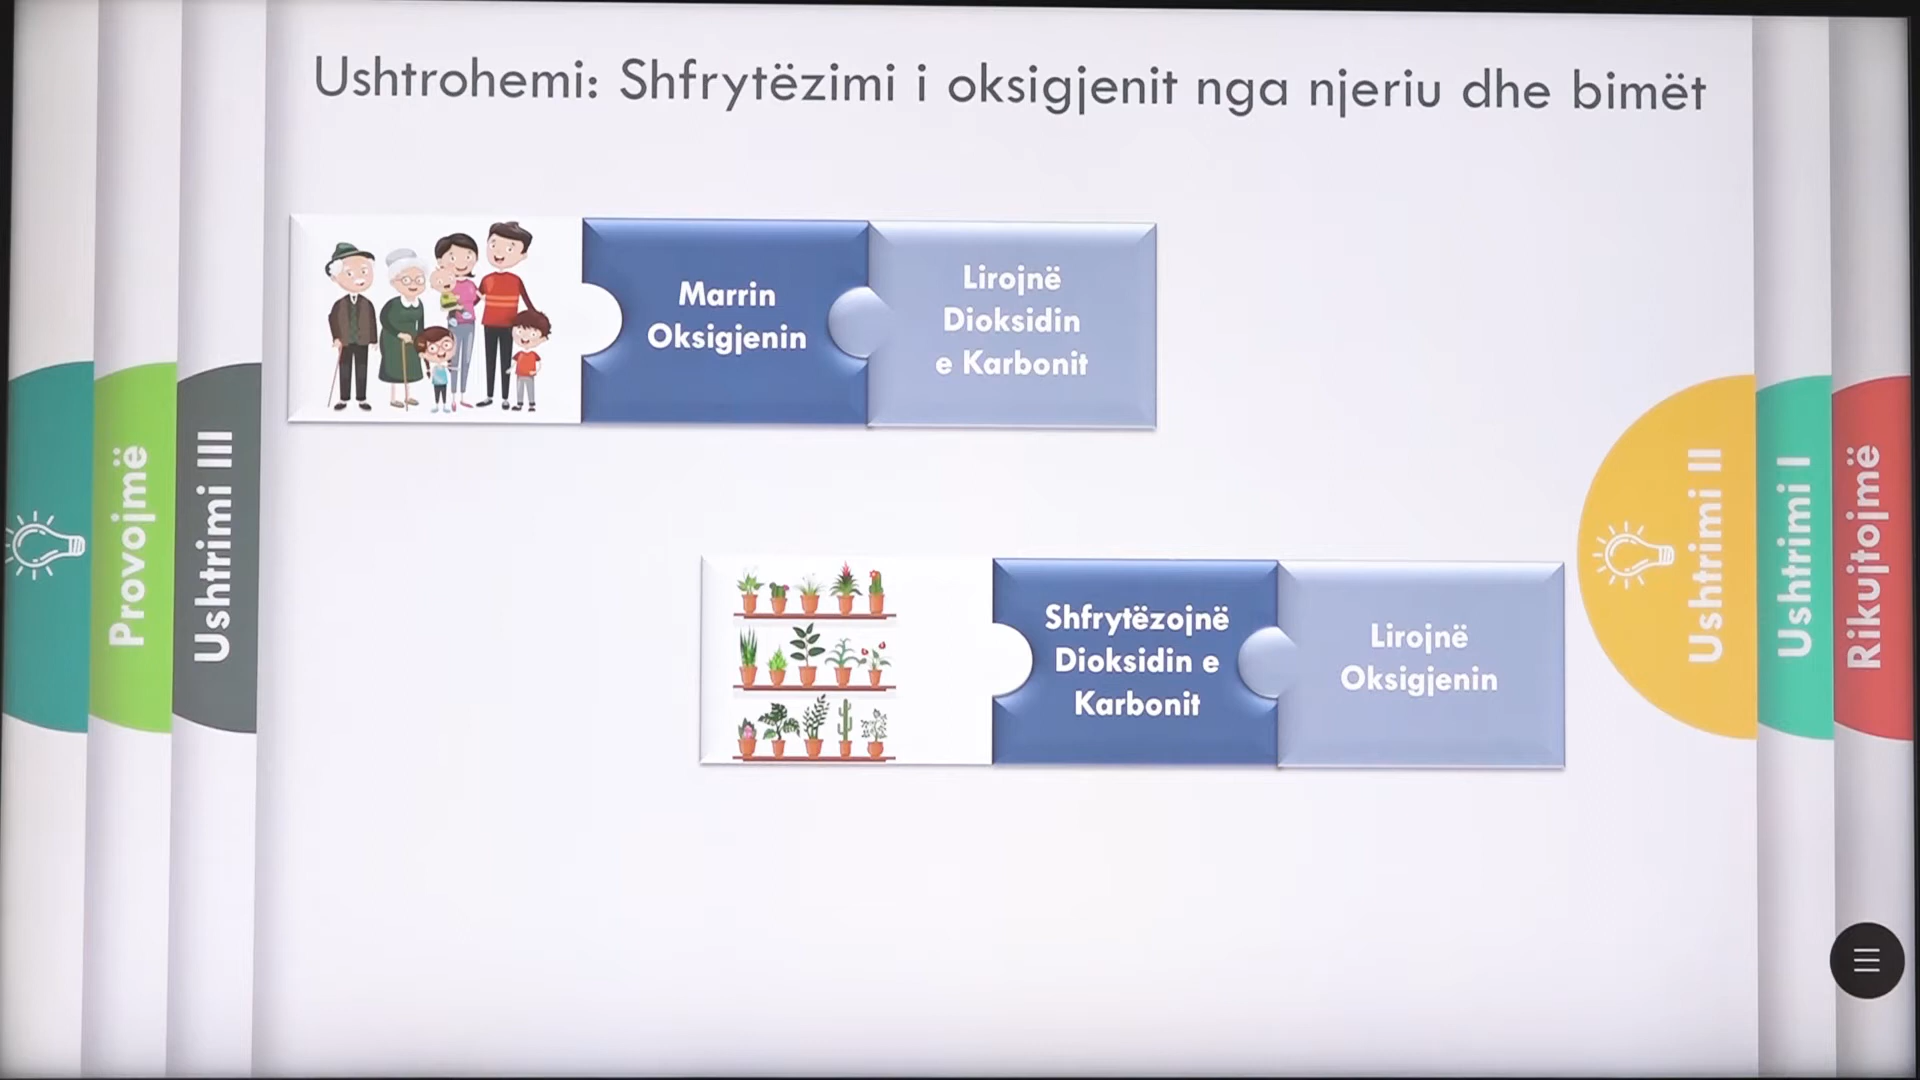 Ushtrohemi: Shfrytëzimi i oksigjenit nga njeriu dhe bimët
Marrin
Oksigjenin
Lirojnë
Dioksidin
e Karbonit
Shfrytëzojnë
Dioksidin e
Karbonit
Lirojnë
Oksigjenin
Provojmë
Ushtrimi III
Ushtrimi II
Ushtrimi I
Rikujtojmë